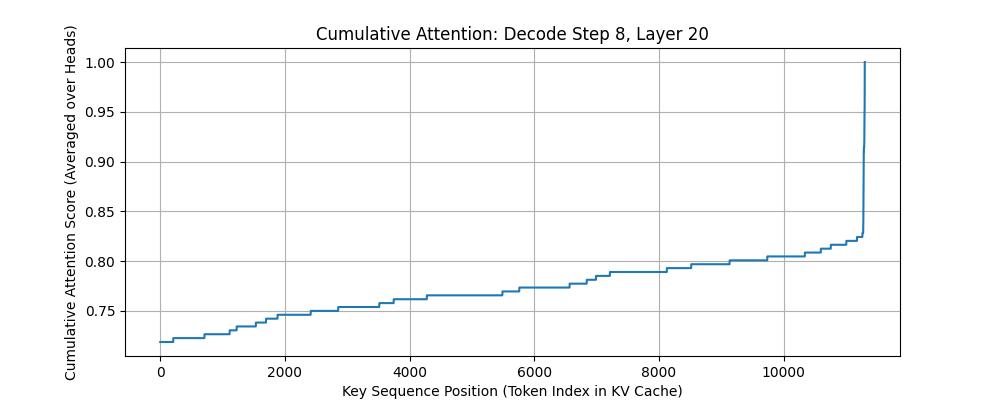 Cumulative Attention: Decode Step 8, Layer 20
Cumulative Attention Score (Averaged over Heads)
1.00
0.95
0.90
0.85
0.80
0.75
0 2000 4000 6000 8000 10000
Key Sequence Position (Token Index in KV Cache)